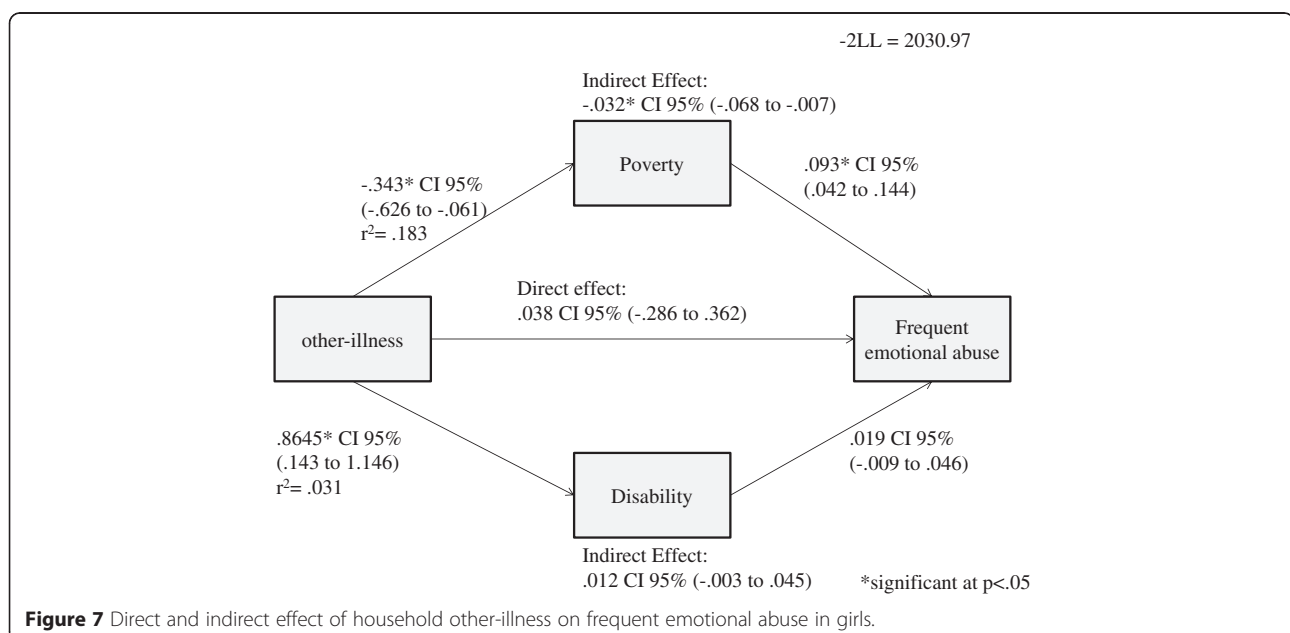 -2LL = 2030.97
Indirect Effect:
-.032* CI 95% (-.068 to -.007)
Poverty
.093* CI 95%
(.042 to .144)
-.343* CI 95%
(-.626 to -.061)
r²= .183
Direct effect:
.038 CI 95% (-.286 to .362)
other-illness
Frequent
emotional abuse
.8645* CI 95%
(.143 to 1.146)
r²= .031
.019 CI 95%
(-.009 to .046)
Disability
Indirect Effect:
.012 CI 95% (-.003 to .045)
*significant at p<.05
Figure 7 Direct and indirect effect of household other-illness on frequent emotional abuse in girls.